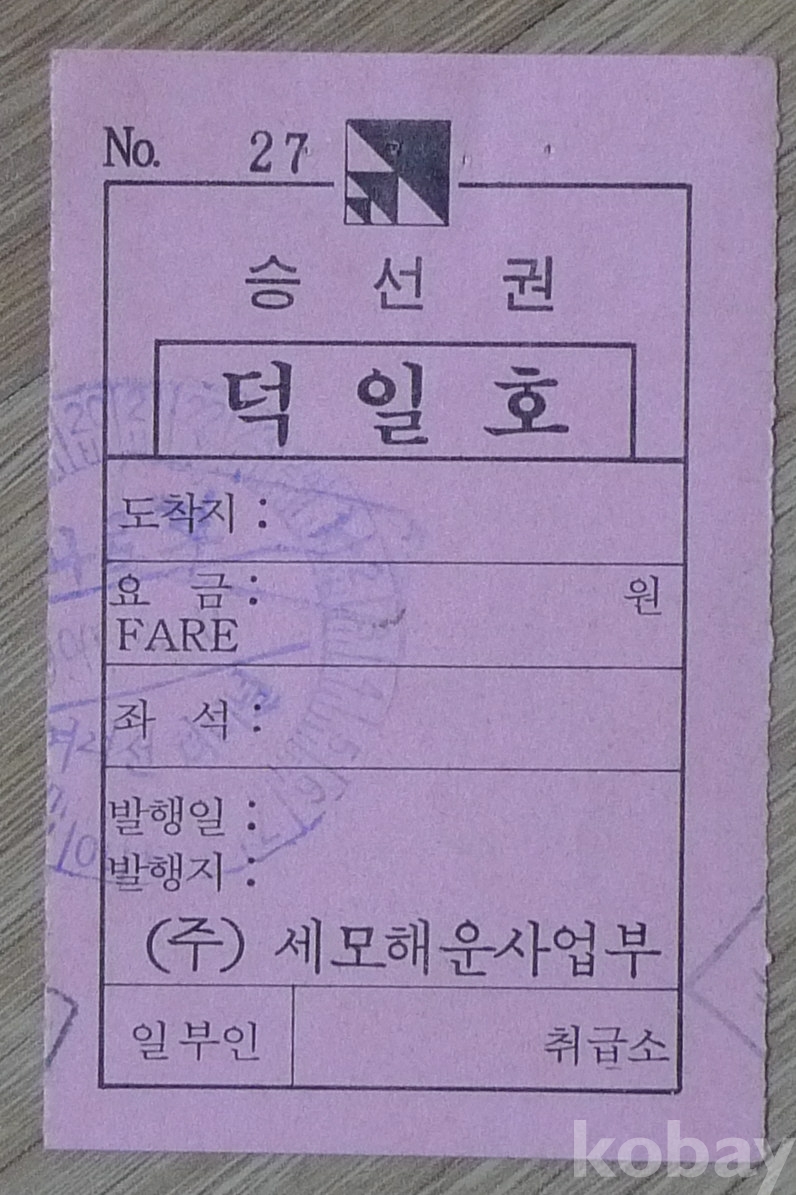 No. 27
승 선 권
덕 일 호
도착지 :
요 금 : 원
FARE
좌 석 :
발행일 :
발행지 :
(주) 세모해운사업부
일부인 취급소
kobay